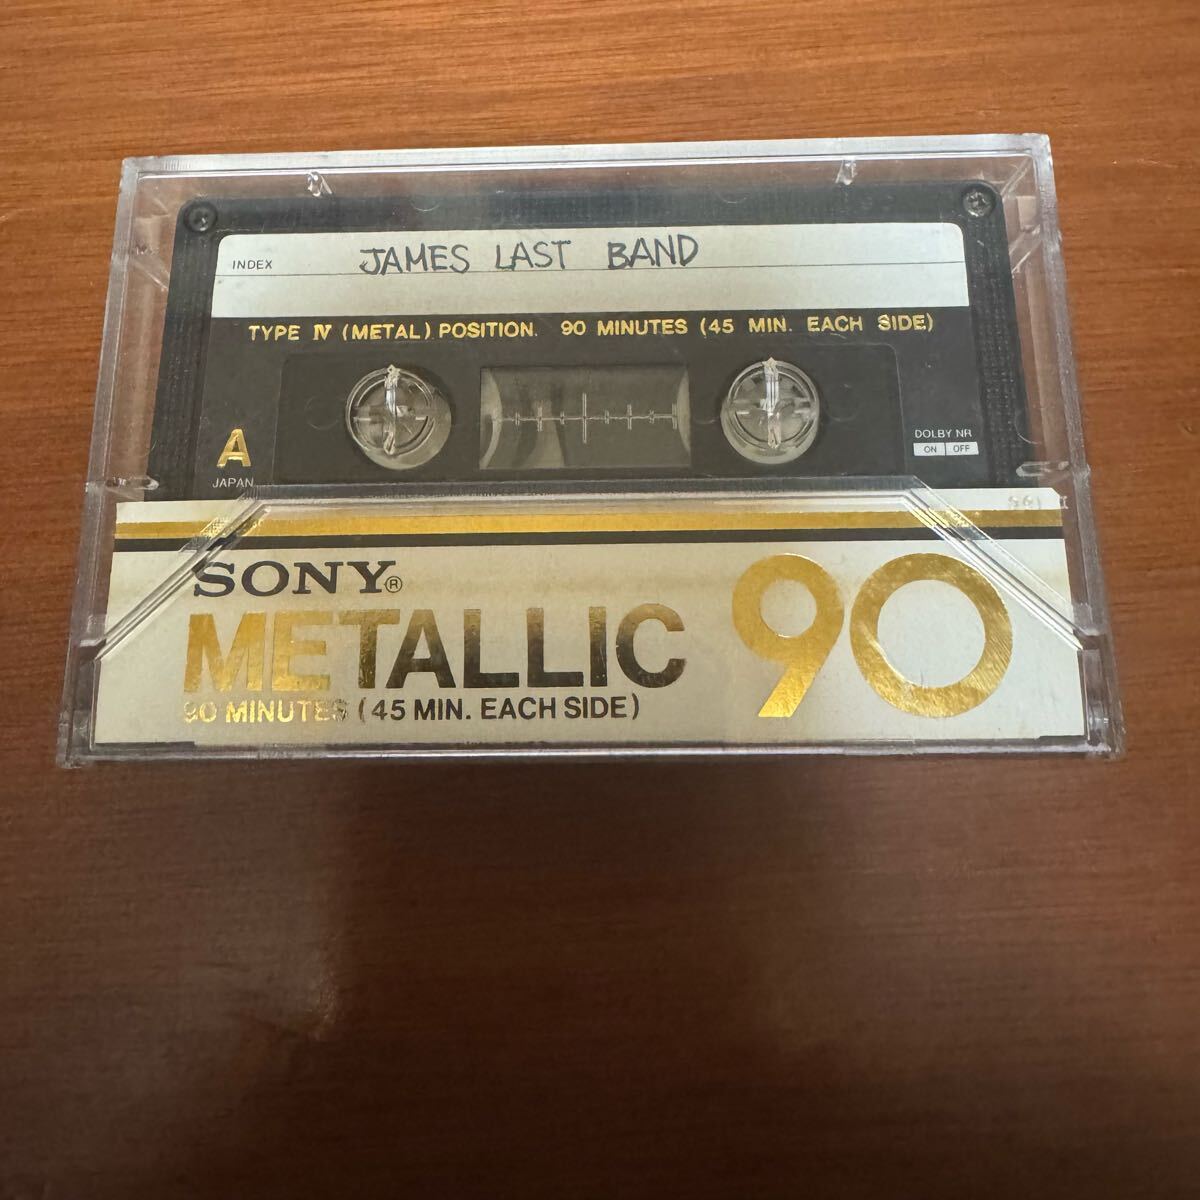 INDEX JAMES LAST BAND
TYPE IV (METAL) POSITION. 90 MINUTES (45 MIN. EACH SIDE)
A
JAPAN
DOLBY NR
ON OFF
SONY®
METALLIC 90
90 MINUTES (45 MIN. EACH SIDE)